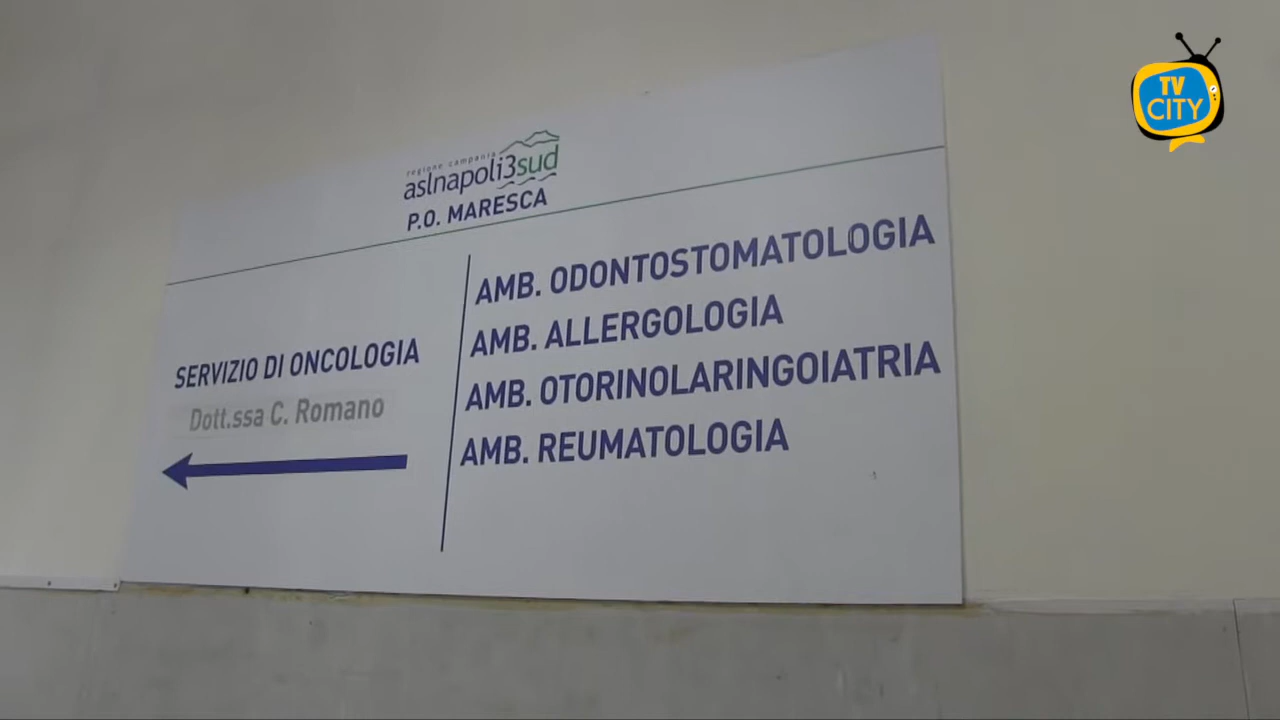 TV
CITY
regione campania
aslnapoli3sud
P.O. MARESCA
SERVIZIO DI ONCOLOGIA
Dott.ssa C. Romano
AMB. ODONTOSTOMATOLOGIA
AMB. ALLERGOLOGIA
AMB. OTORINOLARINGOIATRIA
AMB. REUMATOLOGIA